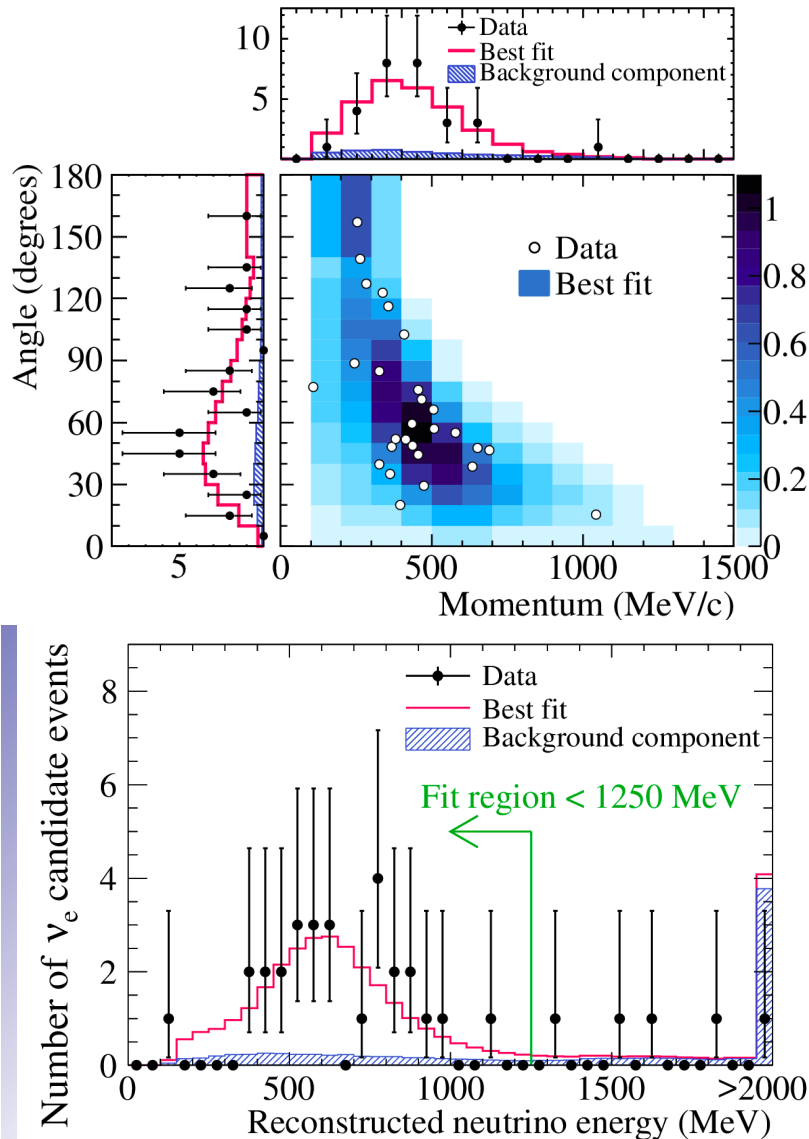 10
5
Data
Best fit
Background component
Angle (degrees)
180
150
120
90
60
30
0
5
Data
Best fit
1
0.8
0.6
0.4
0.2
0
0 500 1000 1500
Momentum (MeV/c)
Number of νe candidate events
8
6
4
2
0
Data
Best fit
Background component
Fit region < 1250 MeV
0 500 1000 1500 >2000
Reconstructed neutrino energy (MeV)